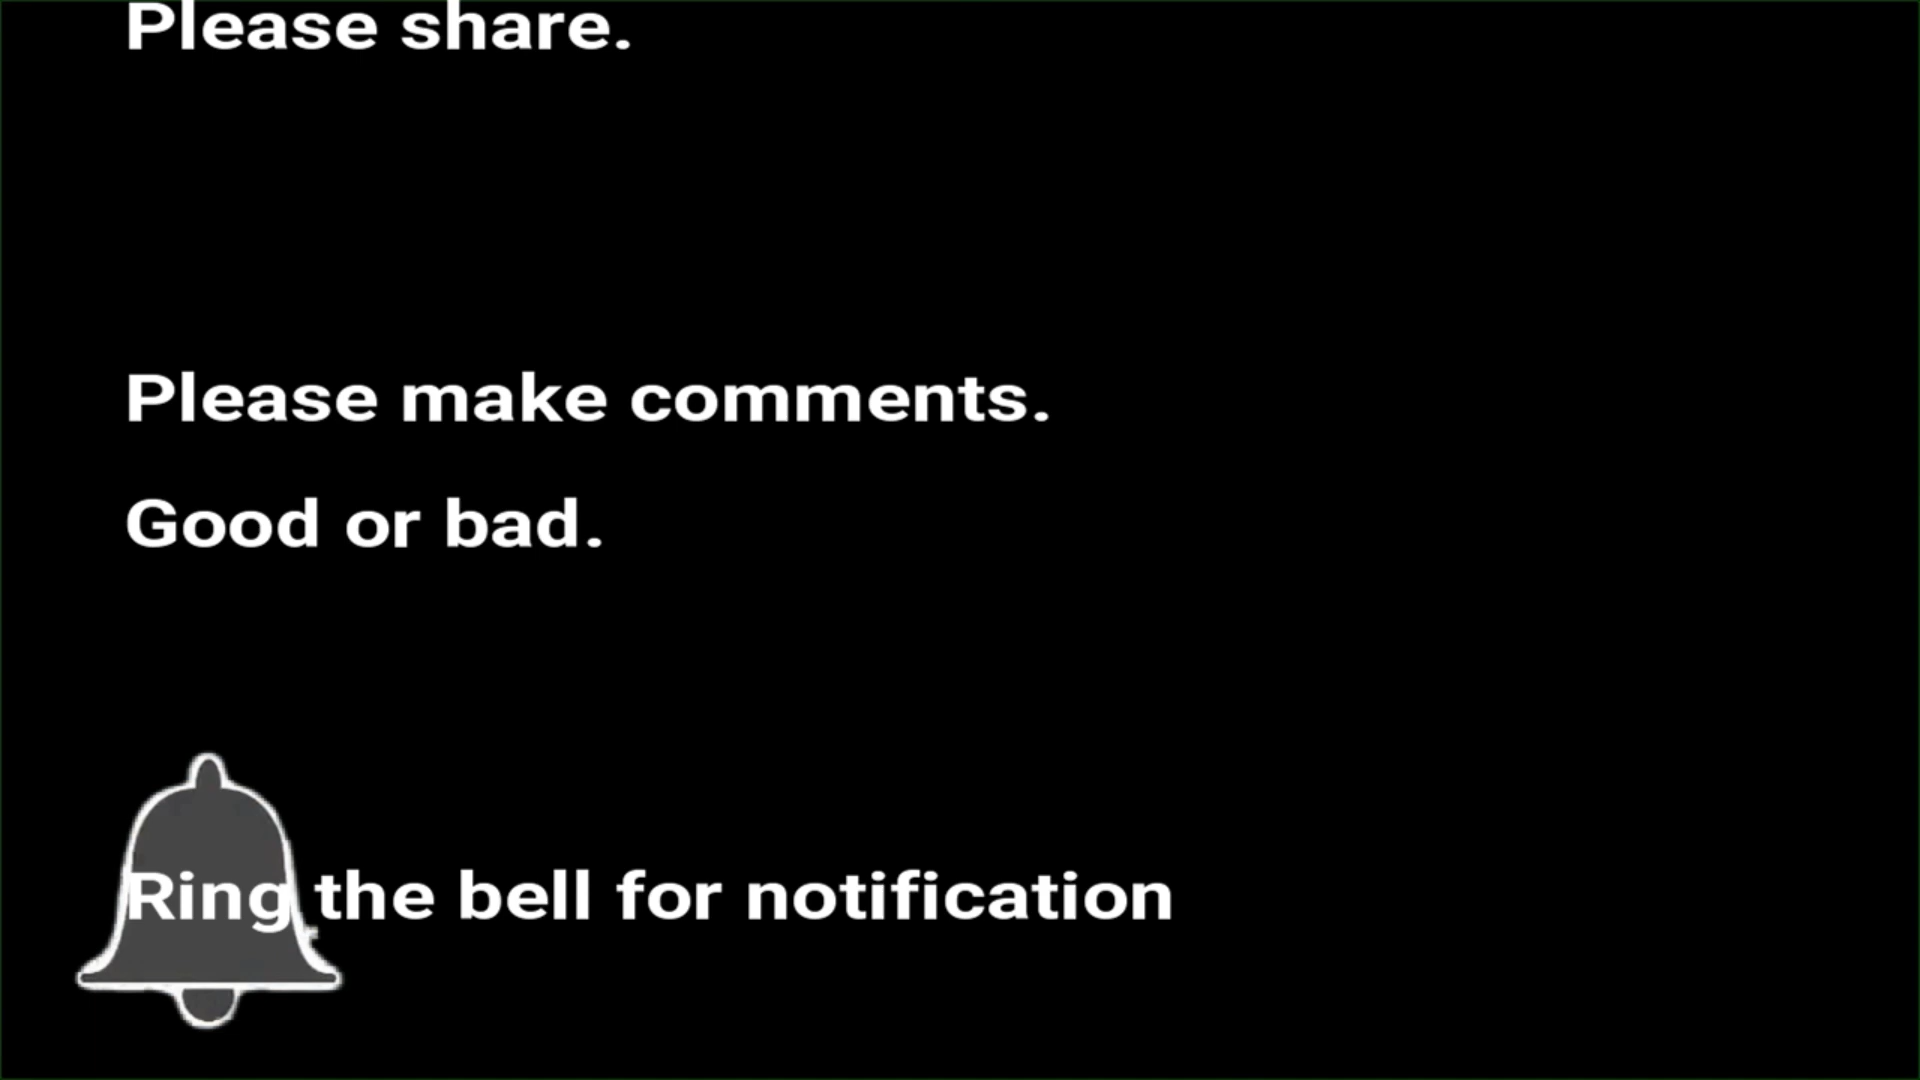 Please share.
Please make comments.
Good or bad.
Ring the bell for notification